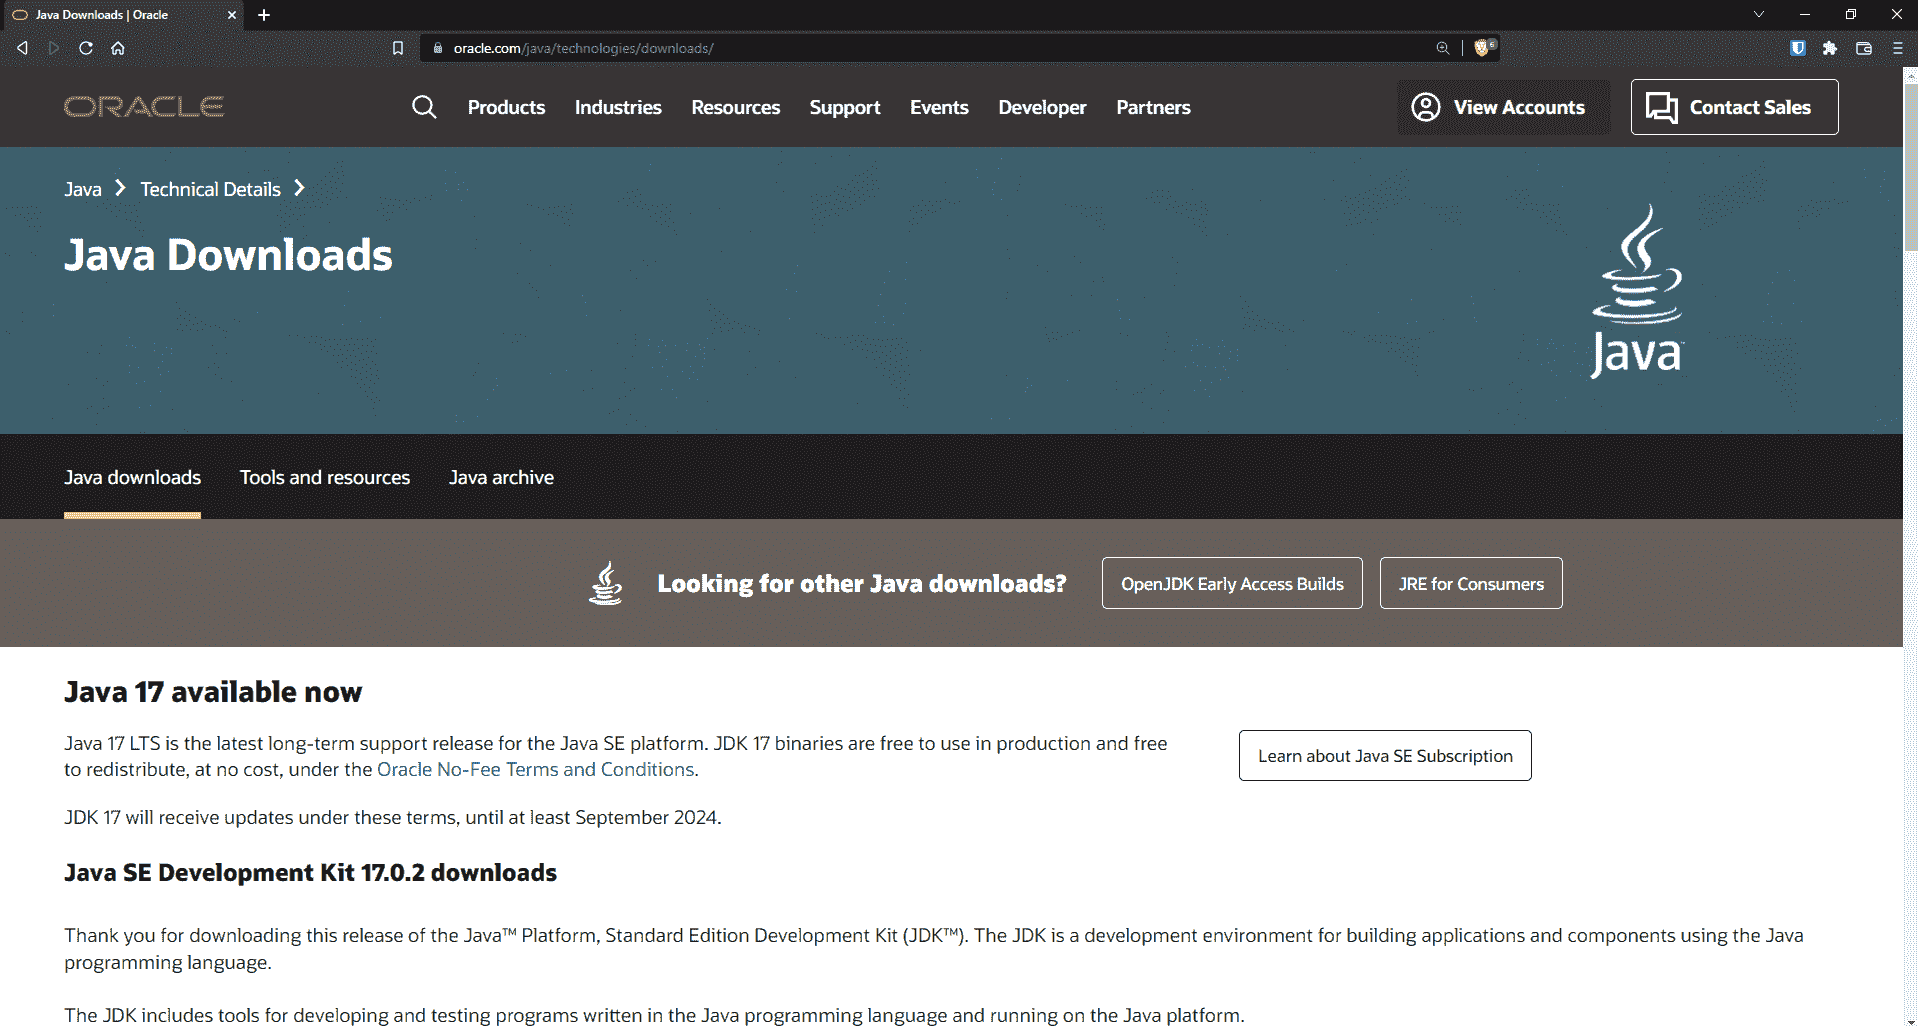 Java Downloads | Oracle
oracle.com/java/technologies/downloads/
6
ORACLE
Products Industries Resources Support Events Developer Partners
View Accounts
Contact Sales
Java Technical Details
Java Downloads
Java™
Java downloads Tools and resources Java archive
Looking for other Java downloads? OpenJDK Early Access Builds JRE for Consumers
Java 17 available now
Java 17 LTS is the latest long-term support release for the Java SE platform. JDK 17 binaries are free to use in production and free
to redistribute, at no cost, under the Oracle No-Fee Terms and Conditions.
Learn about Java SE Subscription
JDK 17 will receive updates under these terms, until at least September 2024.
Java SE Development Kit 17.0.2 downloads
Thank you for downloading this release of the Java™ Platform, Standard Edition Development Kit (JDK™). The JDK is a development environment for building applications and components using the Java
programming language.
The JDK includes tools for developing and testing programs written in the Java programming language and running on the Java platform.